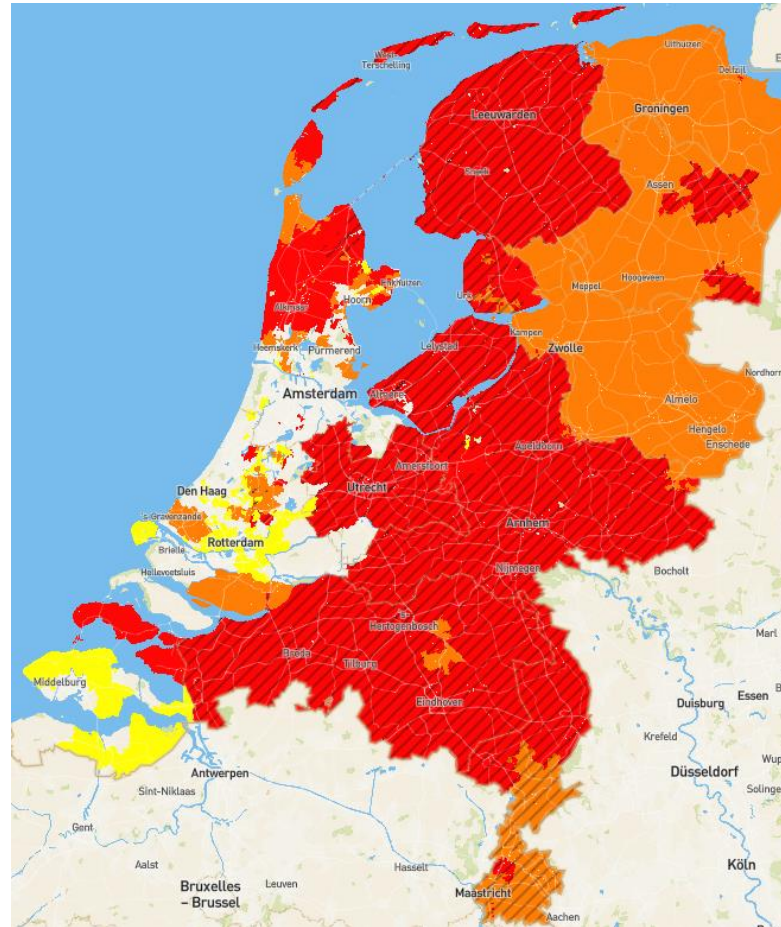 Uithuizen
West-
Terschelling
Delfzijl
Groningen
Leeuwarden
Assen
Sneek
Hoogeveen
Meppel
Urk
Enkhuizen
Hoorn
Alkmaar
Kampen
Heemskerk
Purmerend
Lelystad
Zwolle
Nordhorn
Amsterdam
Almere
Almelo
Hengelo
Enschede
Apeldoorn
Amersfoort
Den Haag
Utrecht
's-Gravenzande
Arnhem
Rotterdam
Brielle
Nijmegen
Hellevoetsluis
Bocholt
's-
Hertogenbosch
Marl
Breda
Tilburg
Middelburg
Essen
Eindhoven
Duisburg
Krefeld
Antwerpen
Düsseldorf
Sint-Niklaas
Gent
Aalst
Hasselt
Köln
Bruxelles
– Brussel
Leuven
Maastricht
Aachen